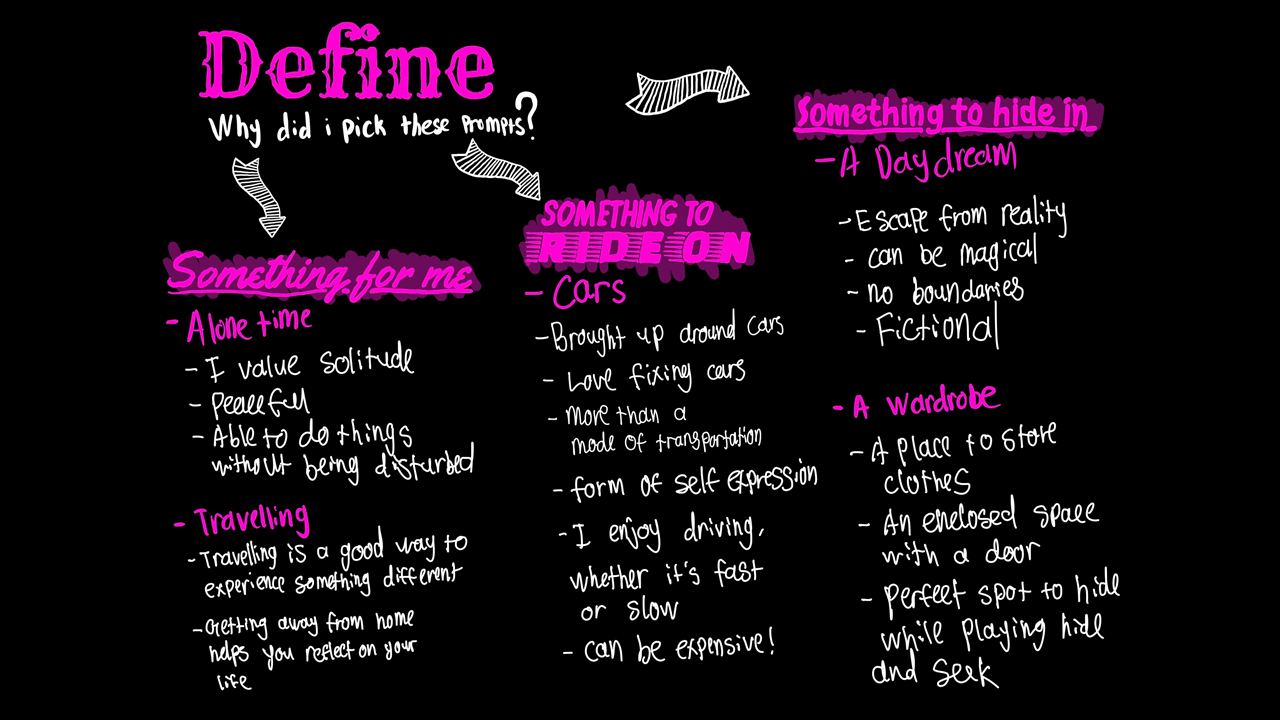 Define
Why did i pick these prompts?
Something for me
- Alone time
- I value solitude
- Peacefull
- Able to do things
without being disturbed
- Travelling
- Travelling is a good way to
experience something different
- Getting away from home
helps you reflect on your
life
SOMETHING TO
RIDE ON
- Cars
- Brought up around cars
- Love fixing cars
- More than a
mode of transportation
- form of self expression
- I enjoy driving,
whether it's fast
or slow
- can be expensive!
Something to hide in
- A Daydream
- Escape from reality
- can be magical
- no boundaries
- Fictional
- A wardrobe
- A place to store
clothes
- An enclosed space
with a door
- perfect spot to hide
while playing hide
and seek